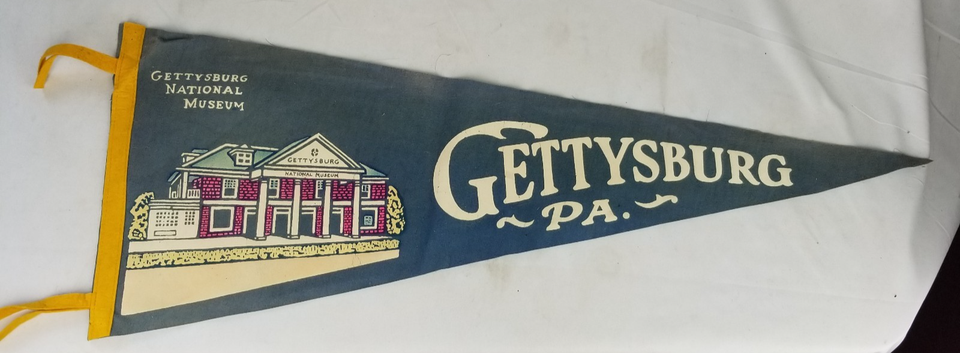 GETTYSBURG
NATIONAL
MUSEUM
GETTYSBURG
NATIONAL MUSEUM
GETTYSBURG
~ PA. ~